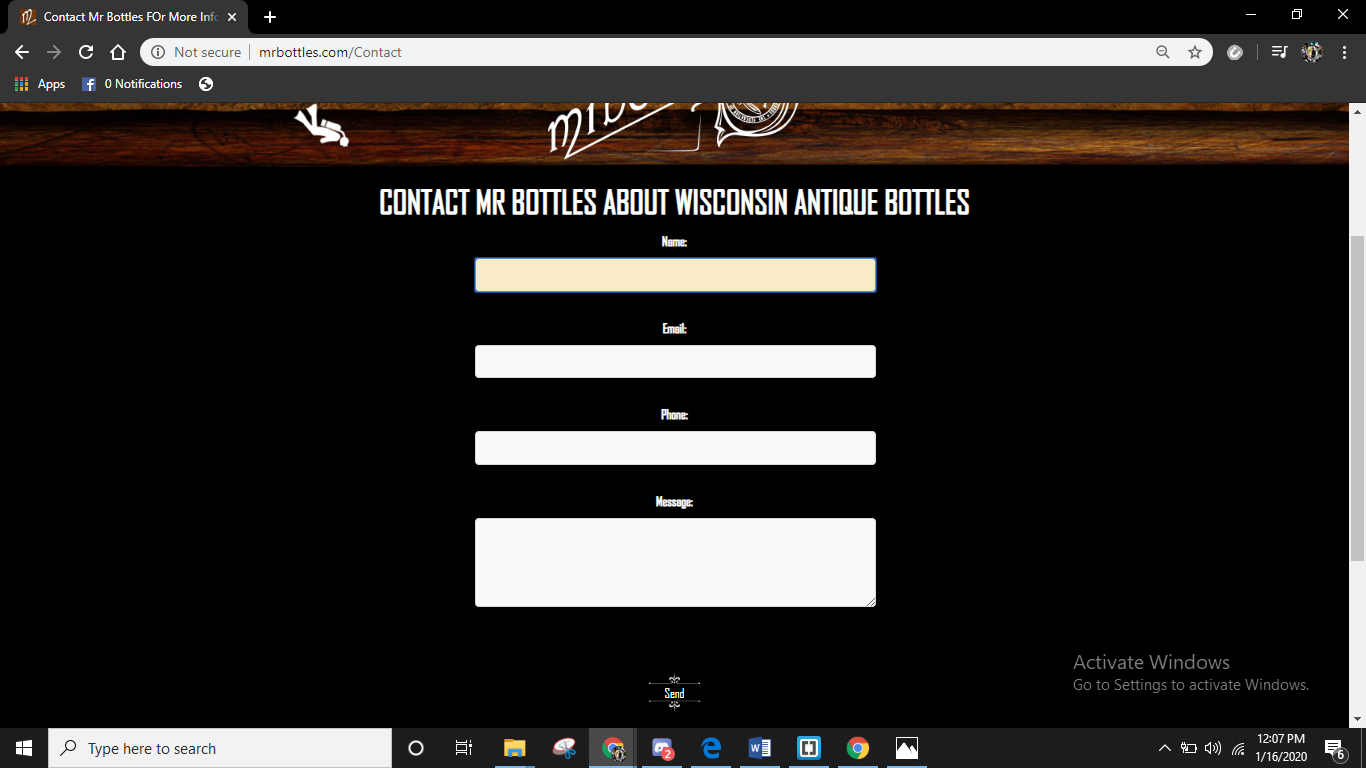 Contact Mr Bottles FOr More Info
Not secure
mrbottles.com/Contact
Apps
0 Notifications
CONTACT MR BOTTLES ABOUT WISCONSIN ANTIQUE BOTTLES
Name:
Email:
Phone:
Message:
Send
Activate Windows
Go to Settings to activate Windows.
Type here to search
2
12:07 PM
1/16/2020
6